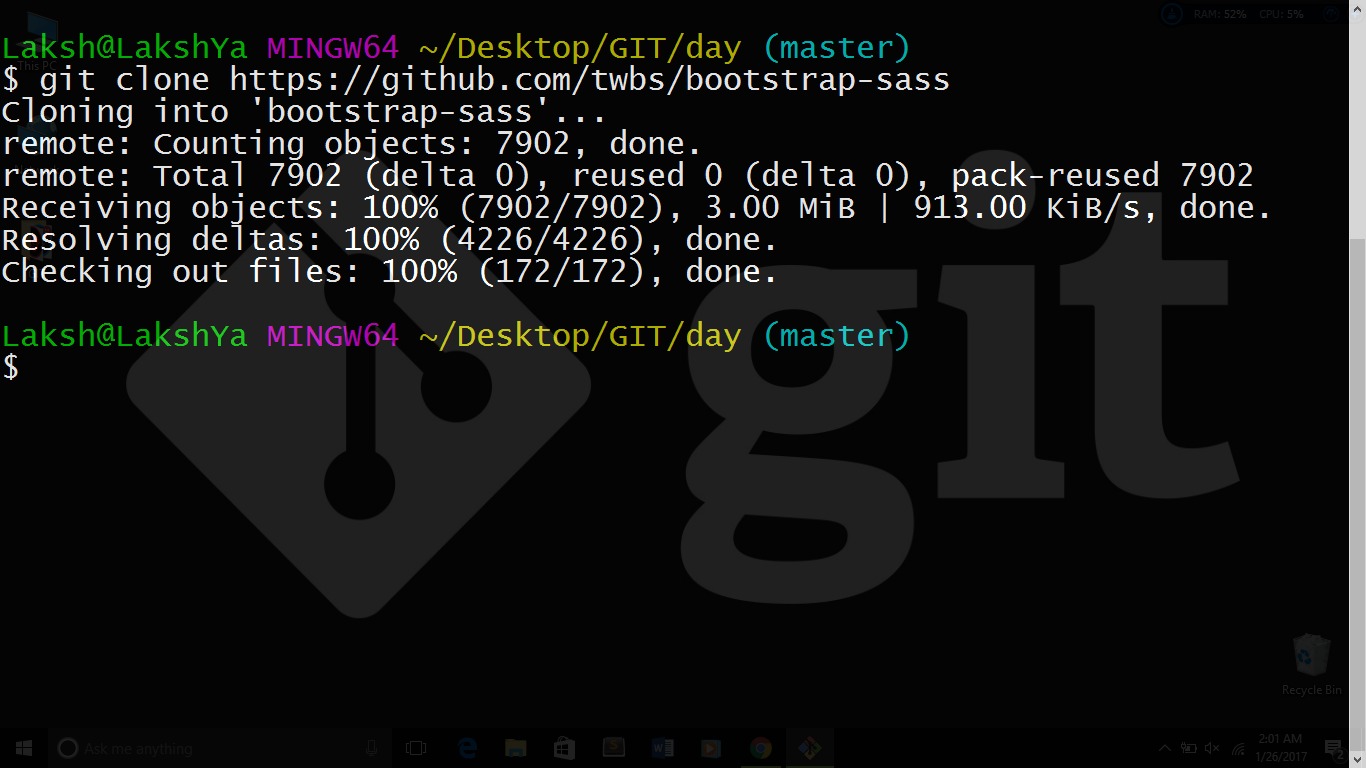 RAM: 52% CPU: 5%
Laksh@LakshYa MINGW64 ~/Desktop/GIT/day (master)
This PC
$ git clone https://github.com/twbs/bootstrap-sass
Cloning into 'bootstrap-sass'...
remote: Counting objects: 7902, done.
remote: Total 7902 (delta 0), reused 0 (delta 0), pack-reused 7902
Receiving objects: 100% (7902/7902), 3.00 MiB | 913.00 KiB/s, done.
Resolving deltas: 100% (4226/4226), done.
Checking out files: 100% (172/172), done.
Laksh@LakshYa MINGW64 ~/Desktop/GIT/day (master)
$
git
Recycle Bin
Ask me anything
2:01 AM
1/26/2017
2